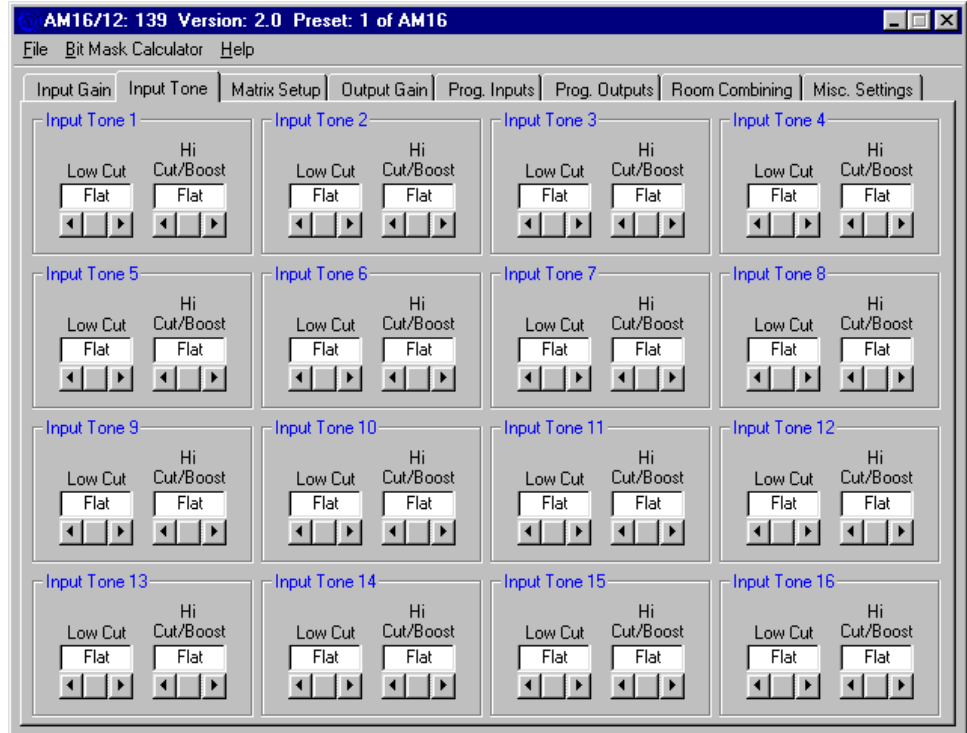 AM16/12: 139 Version: 2.0 Preset: 1 of AM16
File Bit Mask Calculator Help
Input Gain Input Tone Matrix Setup Output Gain Prog. Inputs Prog. Outputs Room Combining Misc. Settings
Input Tone 1 Input Tone 2 Input Tone 3 Input Tone 4
Hi Hi Hi Hi
Low Cut Cut/Boost Low Cut Cut/Boost Low Cut Cut/Boost Low Cut Cut/Boost
Flat Flat Flat Flat Flat Flat Flat Flat
Input Tone 5 Input Tone 6 Input Tone 7 Input Tone 8
Hi Hi Hi Hi
Low Cut Cut/Boost Low Cut Cut/Boost Low Cut Cut/Boost Low Cut Cut/Boost
Flat Flat Flat Flat Flat Flat Flat Flat
Input Tone 9 Input Tone 10 Input Tone 11 Input Tone 12
Hi Hi Hi Hi
Low Cut Cut/Boost Low Cut Cut/Boost Low Cut Cut/Boost Low Cut Cut/Boost
Flat Flat Flat Flat Flat Flat Flat Flat
Input Tone 13 Input Tone 14 Input Tone 15 Input Tone 16
Hi Hi Hi Hi
Low Cut Cut/Boost Low Cut Cut/Boost Low Cut Cut/Boost Low Cut Cut/Boost
Flat Flat Flat Flat Flat Flat Flat Flat